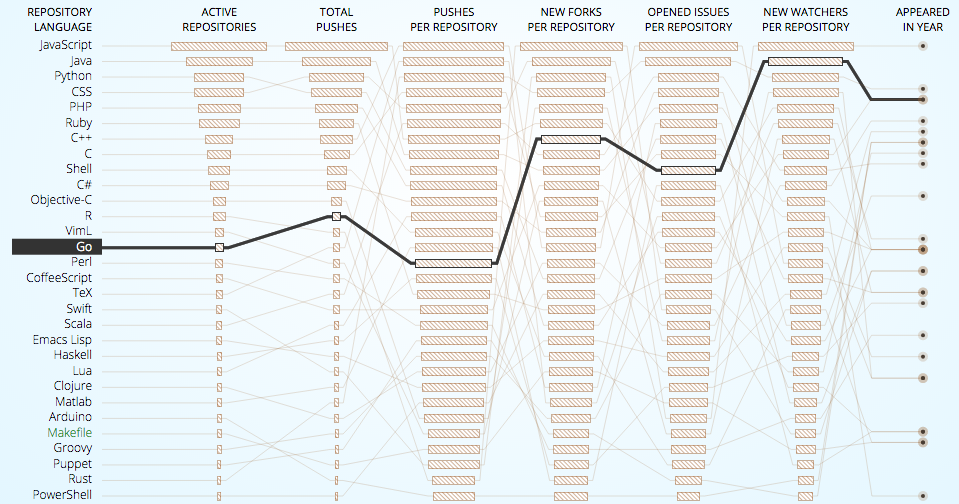 REPOSITORY LANGUAGE
ACTIVE REPOSITORIES
TOTAL PUSHES
PUSHES PER REPOSITORY
NEW FORKS PER REPOSITORY
OPENED ISSUES PER REPOSITORY
NEW WATCHERS PER REPOSITORY
APPEARED IN YEAR
JavaScript
Java
Python
CSS
PHP
Ruby
C++
C
Shell
C#
Objective-C
R
VimL
Go
Perl
CoffeeScript
TeX
Swift
Scala
Emacs Lisp
Haskell
Lua
Clojure
Matlab
Arduino
Makefile
Groovy
Puppet
Rust
PowerShell